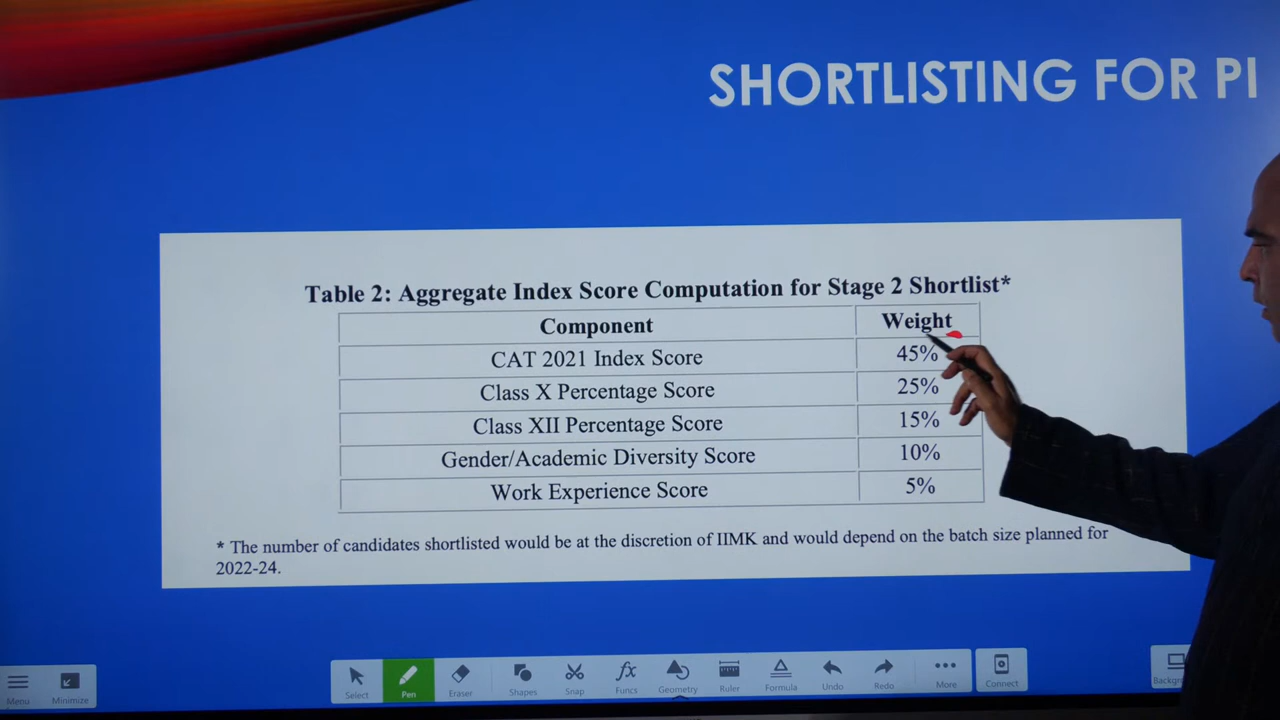 SHORTLISTING FOR PI
Table 2: Aggregate Index Score Computation for Stage 2 Shortlist*
Component Weight
CAT 2021 Index Score 45%
Class X Percentage Score 25%
Class XII Percentage Score 15%
Gender/Academic Diversity Score 10%
Work Experience Score 5%
* The number of candidates shortlisted would be at the discretion of IIMK and would depend on the batch size planned for
2022-24.
Menu Minimize Select Pen Eraser Shapes Snap Funcs Geometry Ruler Formula Undo Redo More Connect